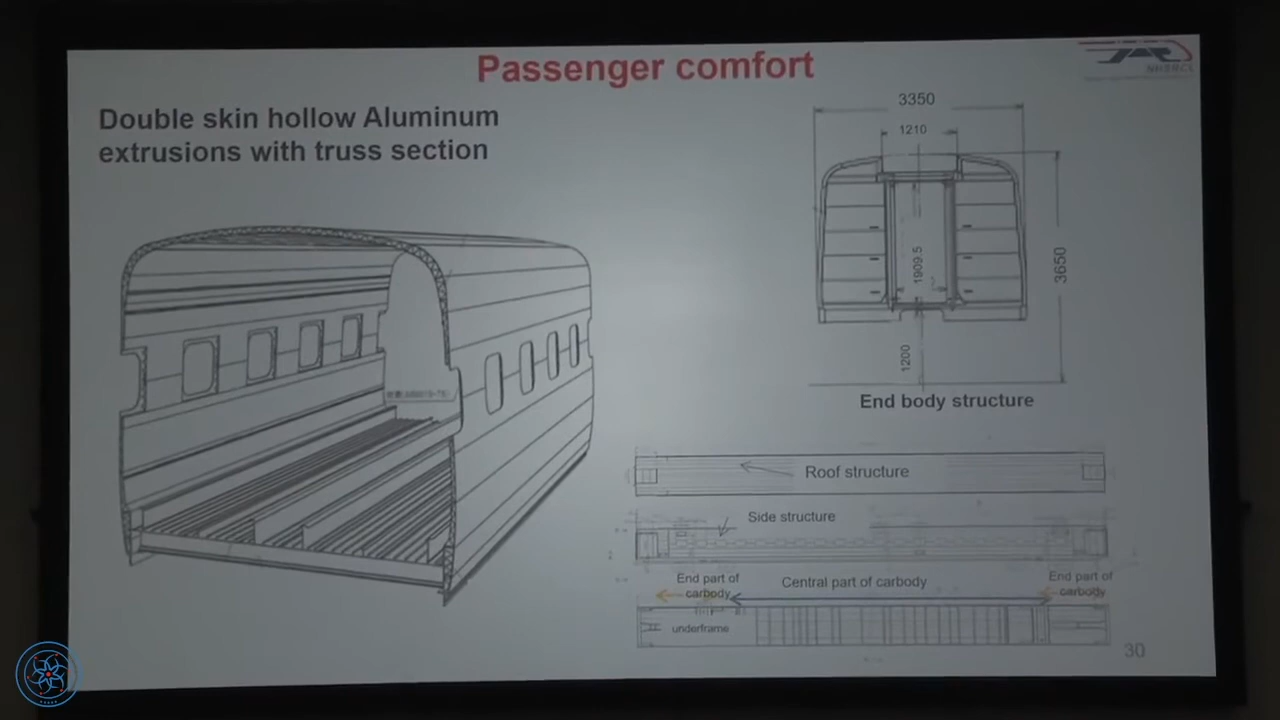 Passenger comfort
NHSRCL
Double skin hollow Aluminum
extrusions with truss section
3350
1210
1909.5
3650
1200
End body structure
Roof structure
Side structure
End part of
carbody
Central part of carbody
End part of
carbody
underframe
30